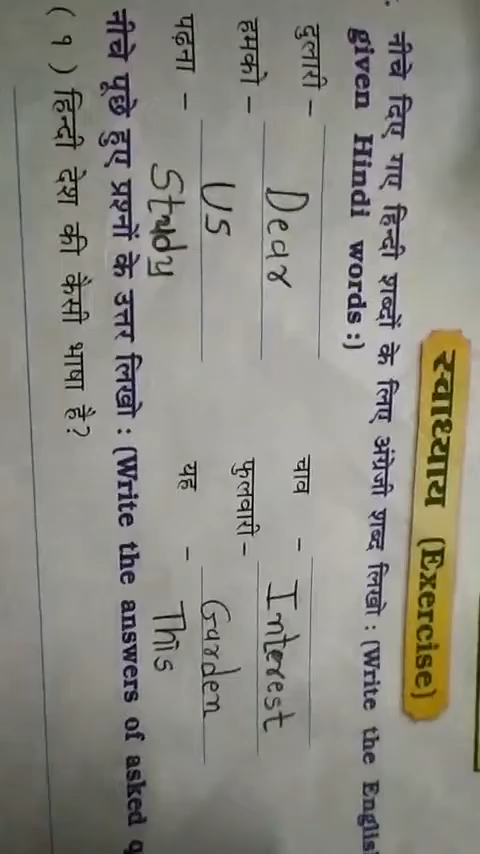 स्वाध्याय (Exercise)
नीचे दिए गए हिन्दी शब्दों के लिए अंग्रेजी शब्द लिखो : (Write the English
given Hindi words :)
दुलारी - Dear चाव - Interest
हमको - US फुलवारी - Garden
पढ़ना - Study यह - This
नीचे पूछे हुए प्रश्नों के उत्तर लिखो : (Write the answers of asked q
( १ ) हिन्दी देश की कैसी भाषा है ?